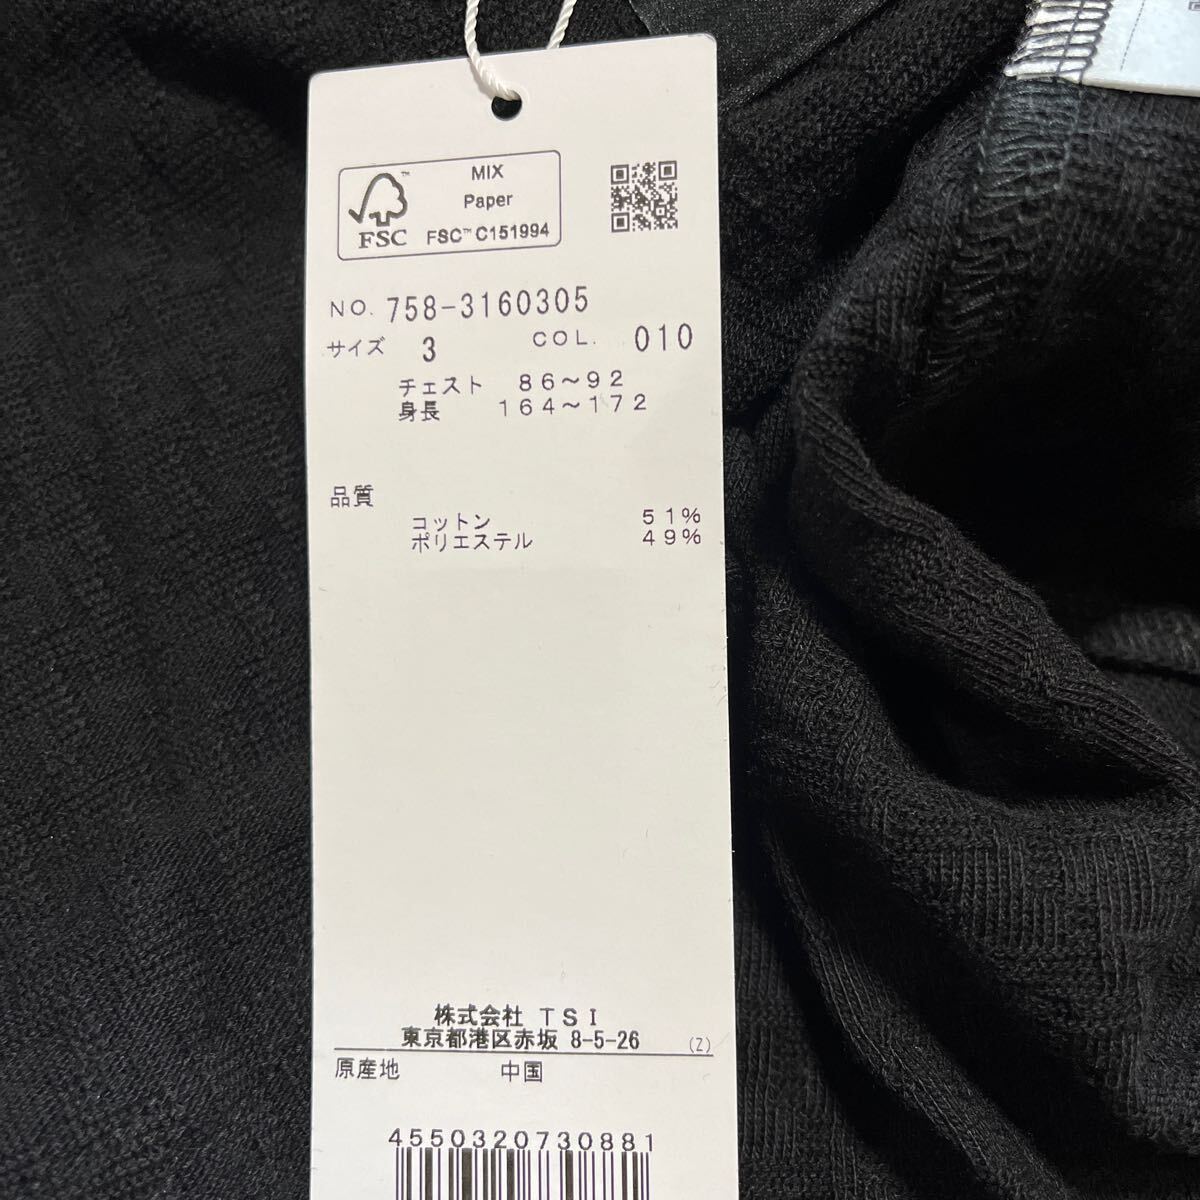 MIX
Paper
FSC™ C151994
FSC
NO. 758-3160305
サイズ 3 COL. 010
チェスト 86～92
身長 164～172
品質
コットン 51%
ポリエステル 49%
株式会社 TSI
東京都港区赤坂 8-5-26 (Z)
原産地 中国
4550320730881